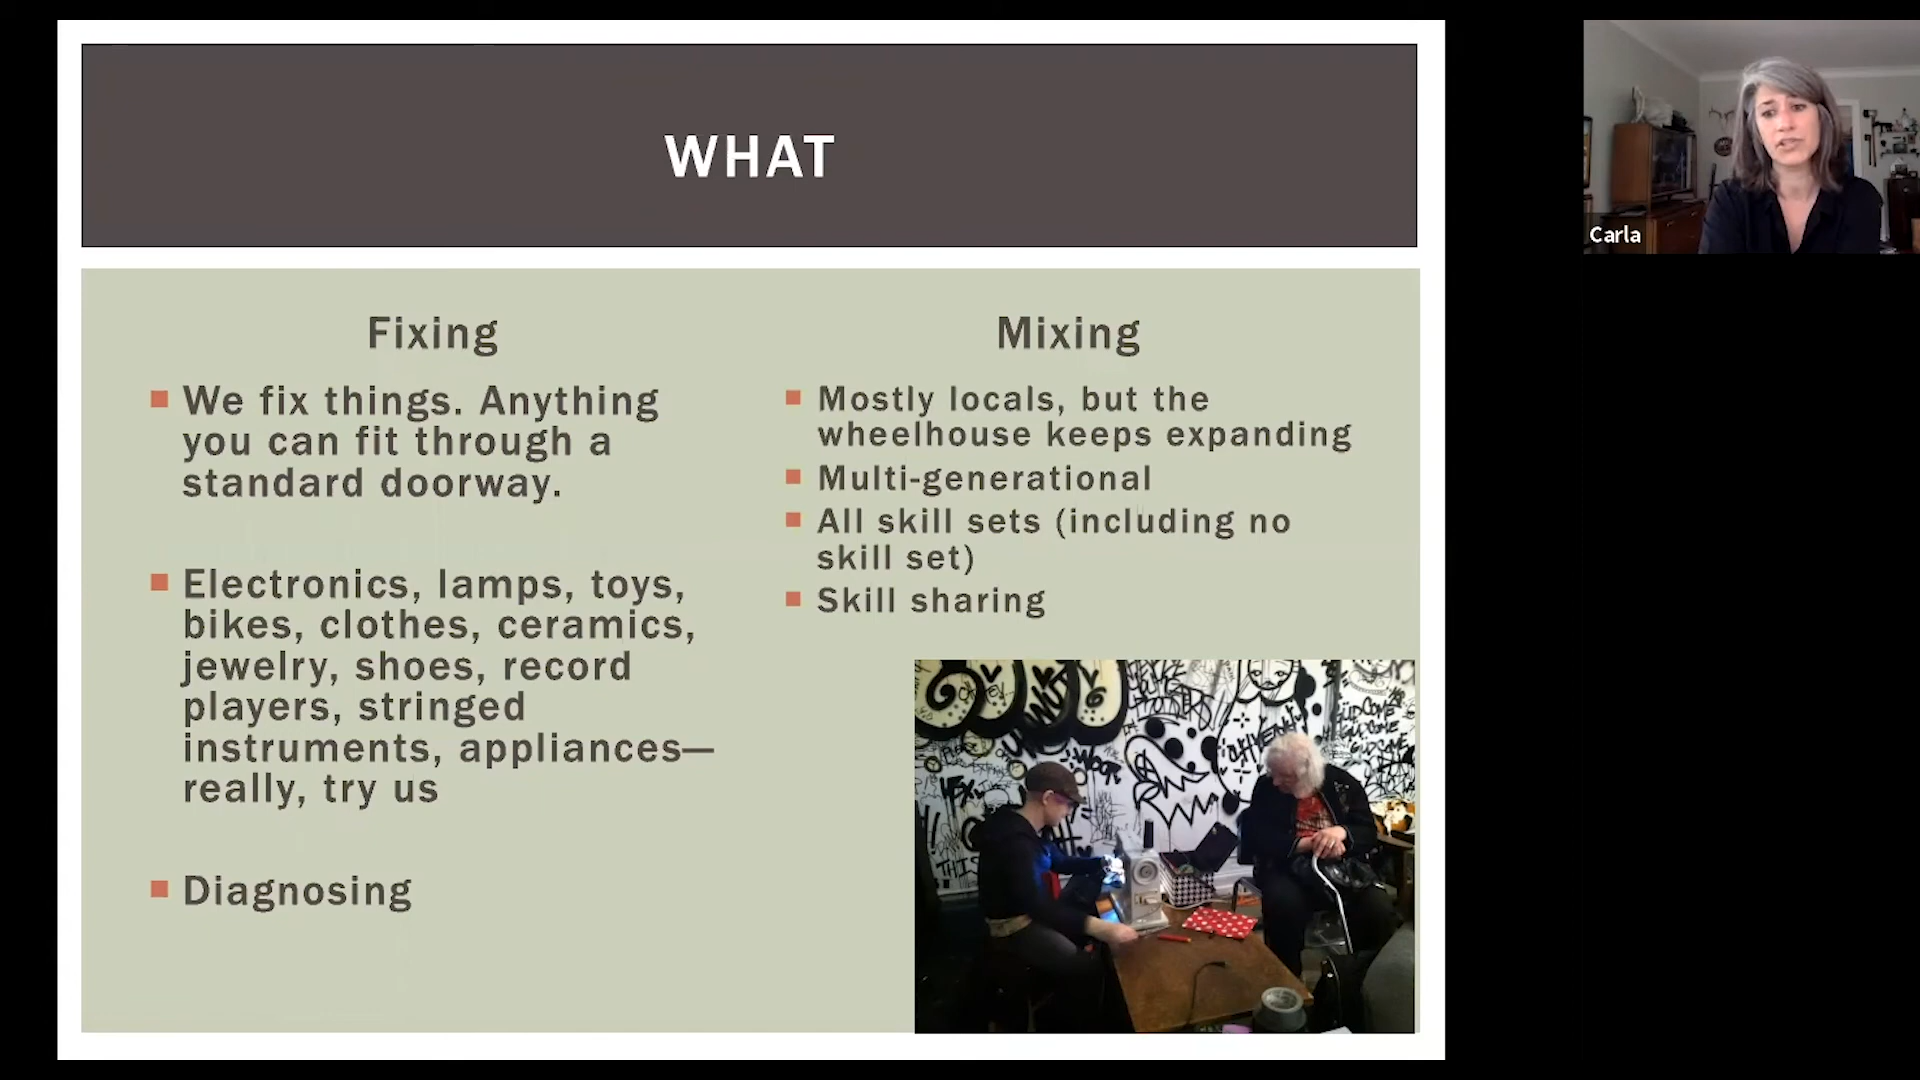 WHAT
Fixing
We fix things. Anything
you can fit through a
standard doorway.
Electronics, lamps, toys,
bikes, clothes, ceramics,
jewelry, shoes, record
players, stringed
instruments, appliances—
really, try us
Diagnosing
Mixing
Mostly locals, but the
wheelhouse keeps expanding
Multi-generational
All skill sets (including no
skill set)
Skill sharing
Carla